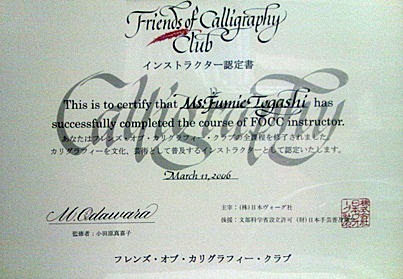 Friends of Calligraphy
Club
インストラクター認定書
This is to certify that Ms. Fumie Togashi has
successfully completed the course of FOCC instructor.
あなたはフレンズ・オブ・カリグラフィー・クラブの全課程を修了されました
カリグラフィーを文化、芸術として普及するインストラクターとして認定いたします。
March 11, 2006
M. Odawara
監修者：小田原真喜子
主宰：(株)日本ヴォーグ社
後援：文部科学省設立許可 (財)日本手芸普及
フレンズ・オブ・カリグラフィー・クラブ